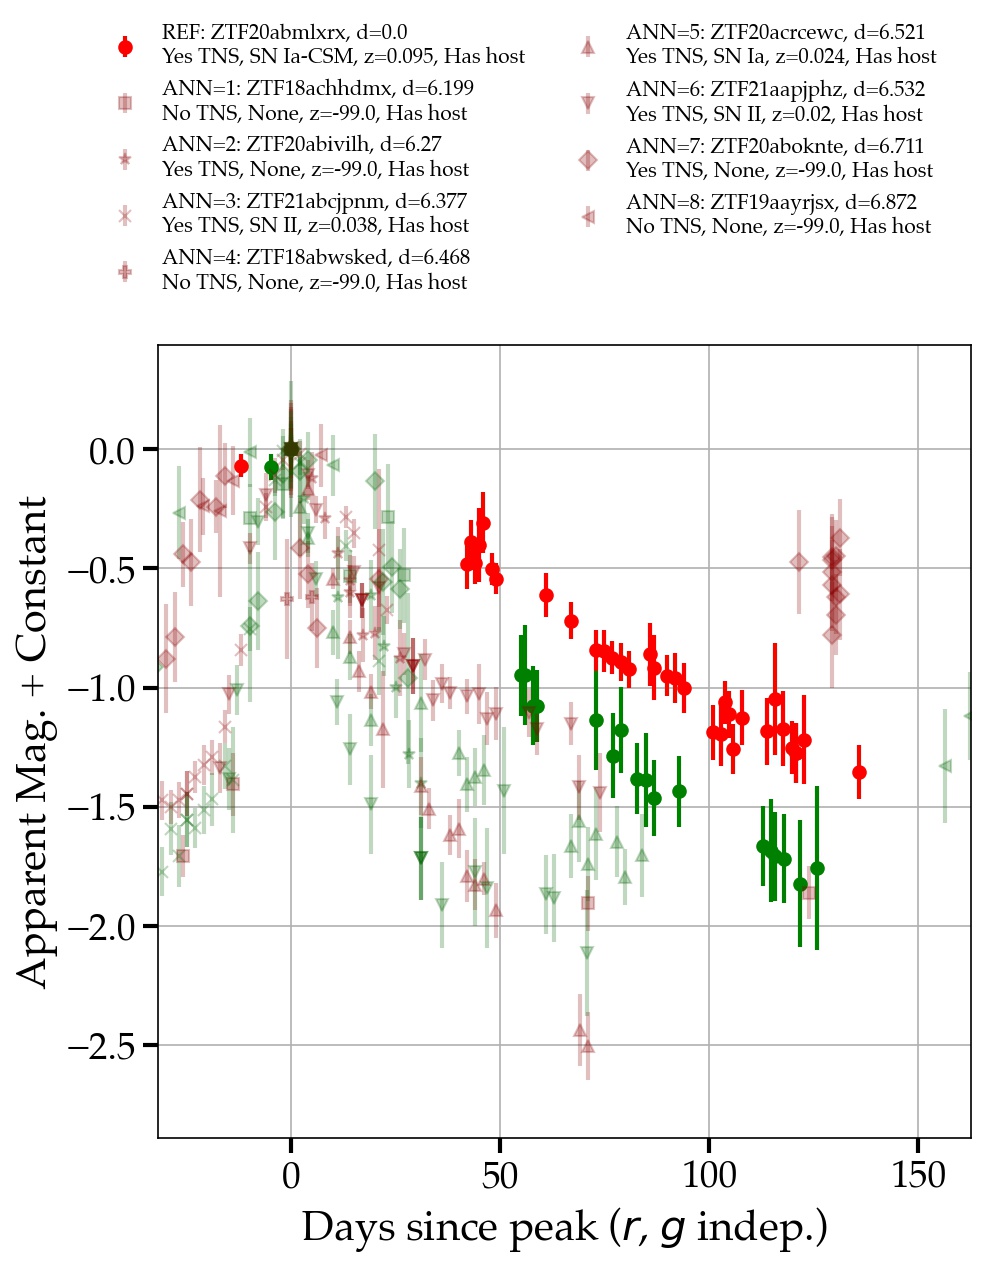 REF: ZTF20abmlxrx, d=0.0
Yes TNS, SN Ia-CSM, z=0.095, Has host
ANN=1: ZTF18achhdmx, d=6.199
No TNS, None, z=-99.0, Has host
ANN=2: ZTF20abivilh, d=6.27
Yes TNS, None, z=-99.0, Has host
ANN=3: ZTF21abcjpnm, d=6.377
Yes TNS, SN II, z=0.038, Has host
ANN=4: ZTF18abwsked, d=6.468
No TNS, None, z=-99.0, Has host
ANN=5: ZTF20acrcewc, d=6.521
Yes TNS, SN Ia, z=0.024, Has host
ANN=6: ZTF21aapjphz, d=6.532
Yes TNS, SN II, z=0.02, Has host
ANN=7: ZTF20aboknte, d=6.711
Yes TNS, None, z=-99.0, Has host
ANN=8: ZTF19aayrjsx, d=6.872
No TNS, None, z=-99.0, Has host
Apparent Mag. + Constant
0.0
−0.5
−1.0
−1.5
−2.0
−2.5
0
50
100
150
Days since peak (r, g indep.)